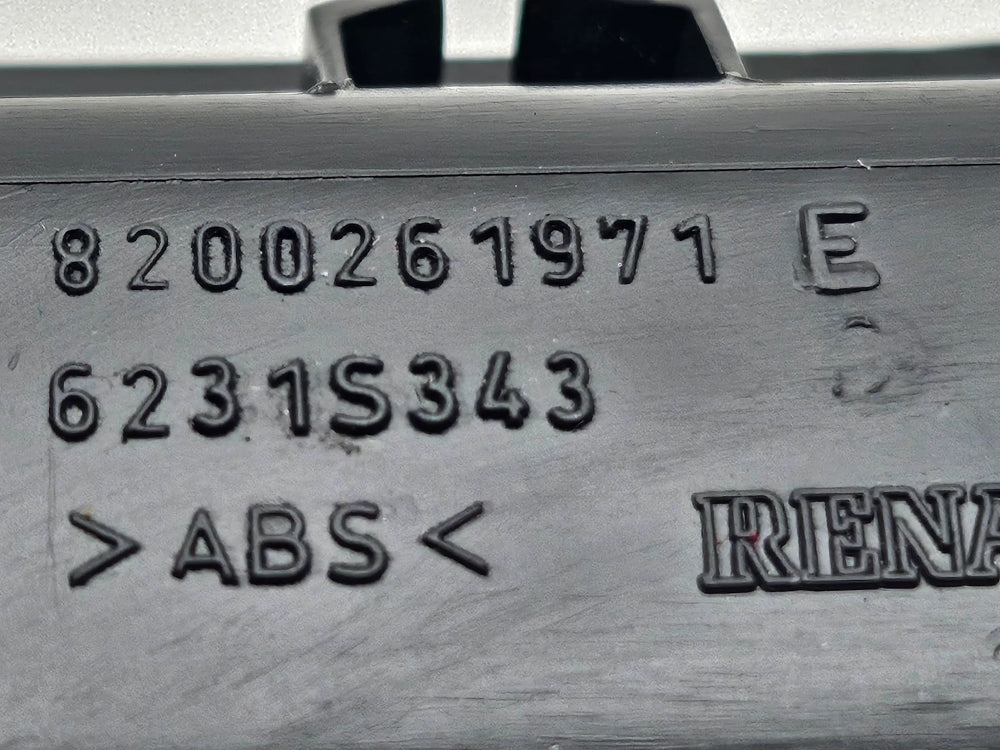 8200261971 E
6231S343
>ABS<
RENA